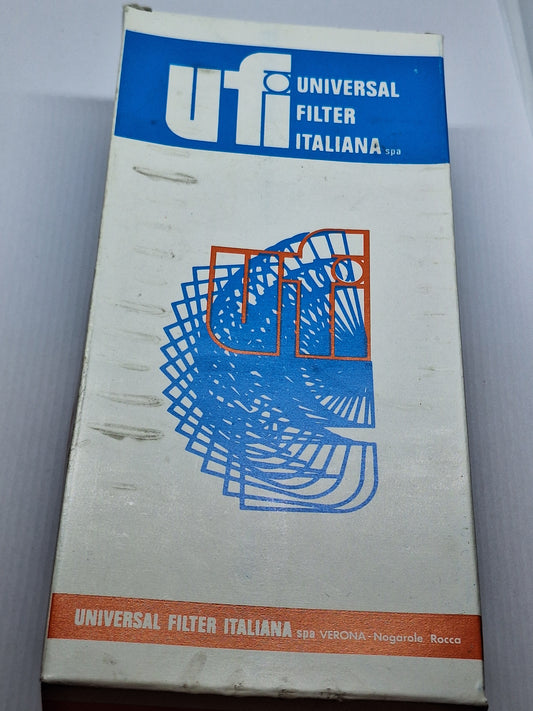 ufi
UNIVERSAL
FILTER
ITALIANA spa
ufi
UNIVERSAL FILTER ITALIANA spa VERONA - Nogarole Rocca